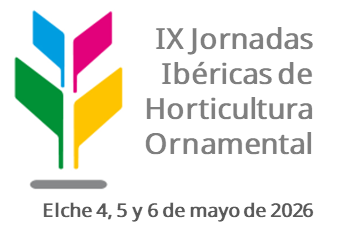 IX Jornadas
Ibéricas de
Horticultura
Ornamental
Elche 4, 5 y 6 de mayo de 2026